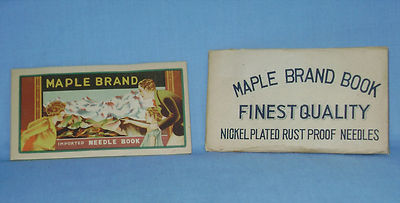 MAPLE BRAND
IMPORTED NEEDLE BOOK
MAPLE BRAND BOOK
FINEST QUALITY
NICKEL PLATED RUST PROOF NEEDLES